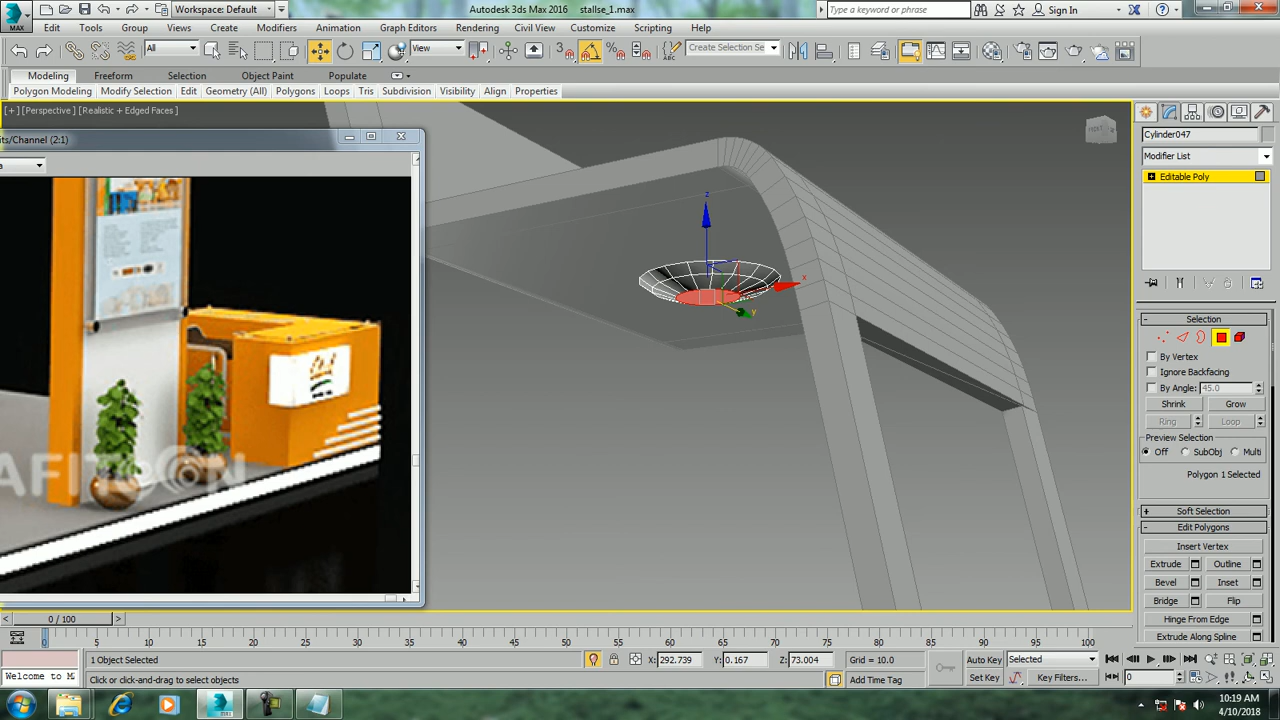 Autodesk 3ds Max 2016 stallse_1.max
Workspace: Default
Type a keyword or phrase
Sign In
MAX
Edit Tools Group Views Create Modifiers Animation Graph Editors Rendering Civil View Customize Scripting Help
All
View
Create Selection Se
Modeling Freeform Selection Object Paint Populate
Polygon Modeling Modify Selection Edit Geometry (All) Polygons Loops Tris Subdivision Visibility Align Properties
[+] [Perspective] [Realistic + Edged Faces]
its/Channel (2:1)
AFITOON
FRONT
x
y
z
Cylinder047
Modifier List
Editable Poly
Selection
By Vertex
Ignore Backfacing
By Angle: 45.0
Shrink Grow
Ring Loop
Preview Selection
Off SubObj Multi
Polygon 1 Selected
Soft Selection
Edit Polygons
Insert Vertex
Extrude Outline
Bevel Inset
Bridge Flip
Hinge From Edge
Extrude Along Spline
0 / 100
0 5 10 15 20 25 30 35 40 45 50 55 60 65 70 75 80 85 90 95 100
1 Object Selected
X: 292.739 Y: 0.167 Z: 73.004 Grid = 10.0
Auto Key Selected
Welcome to M
Click or click-and-drag to select objects
Add Time Tag
Set Key Key Filters...
0
10:19 AM
4/10/2018